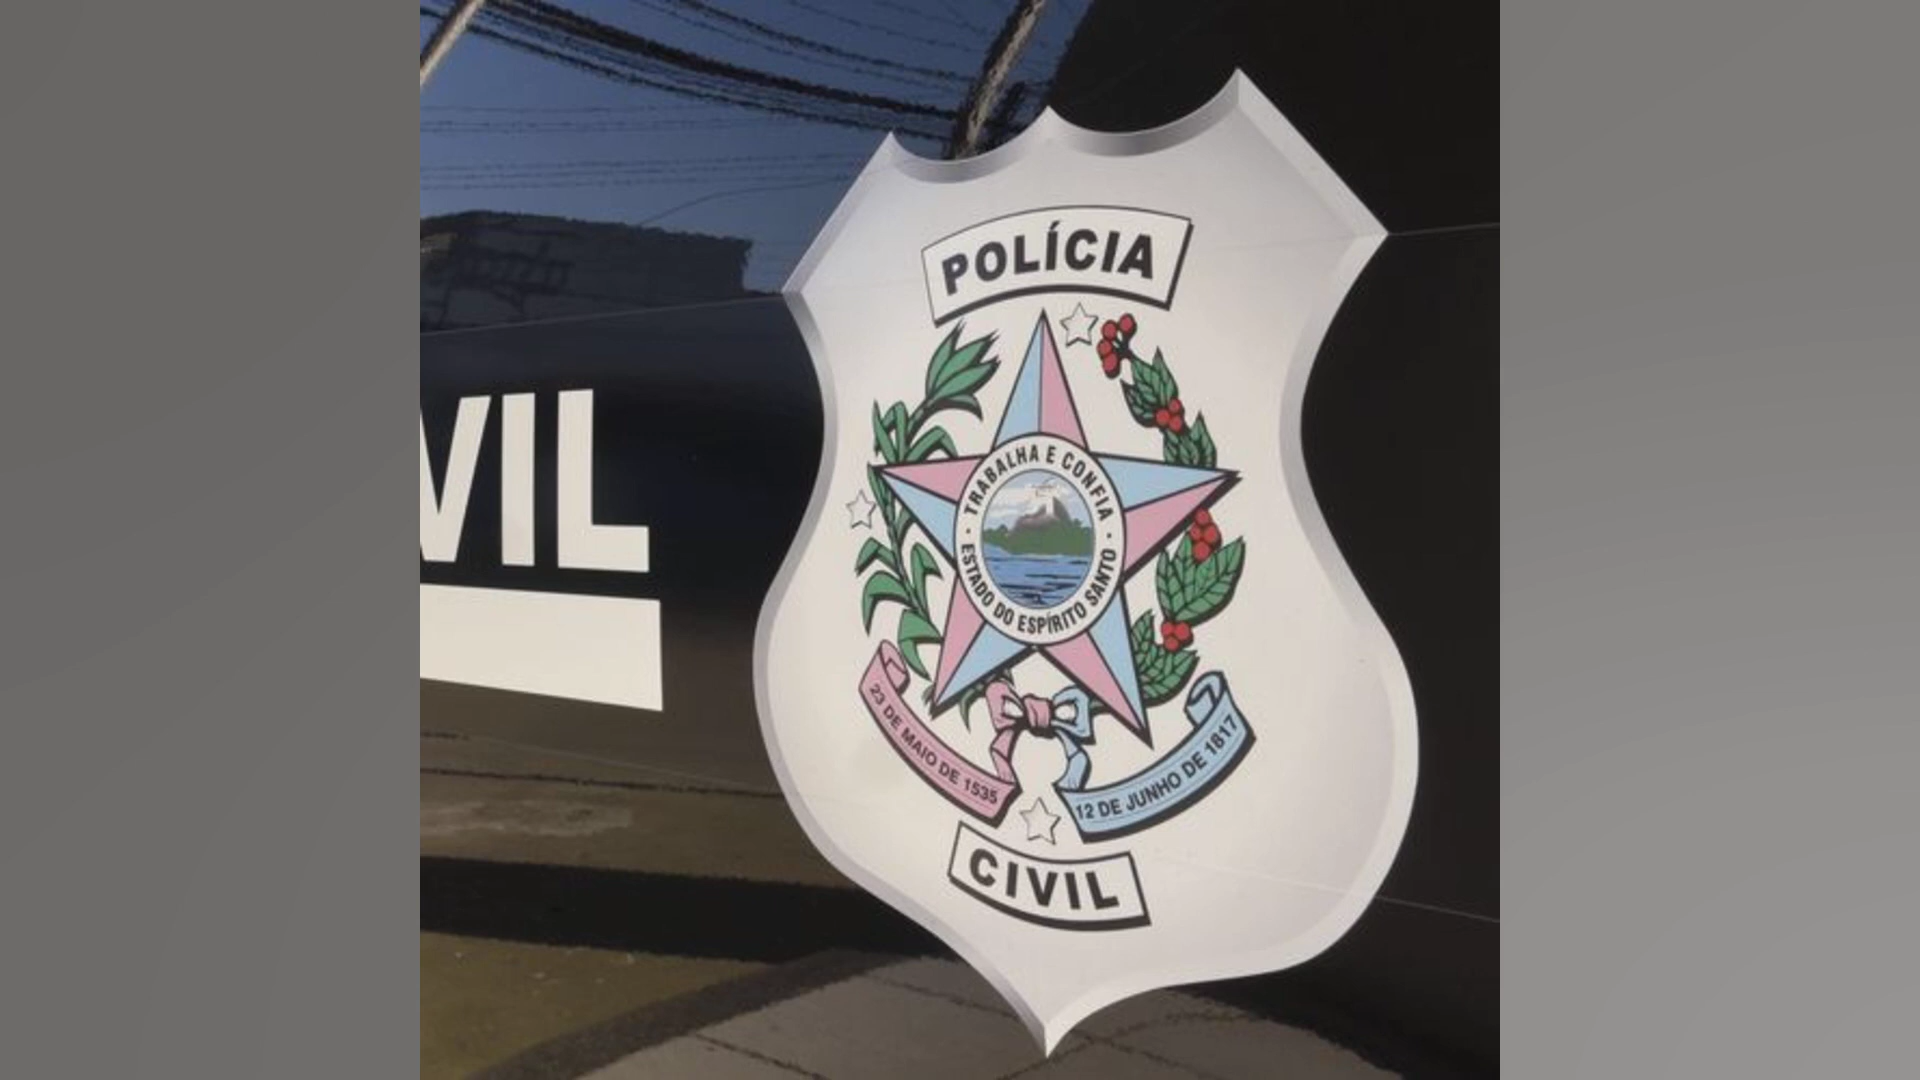 POLÍCIA
TRABALHA E CONFIA
ESTADO DO ESPÍRITO SANTO
VIL
23 DE MAIO DE 1535
12 DE JUNHO DE 1817
CIVIL